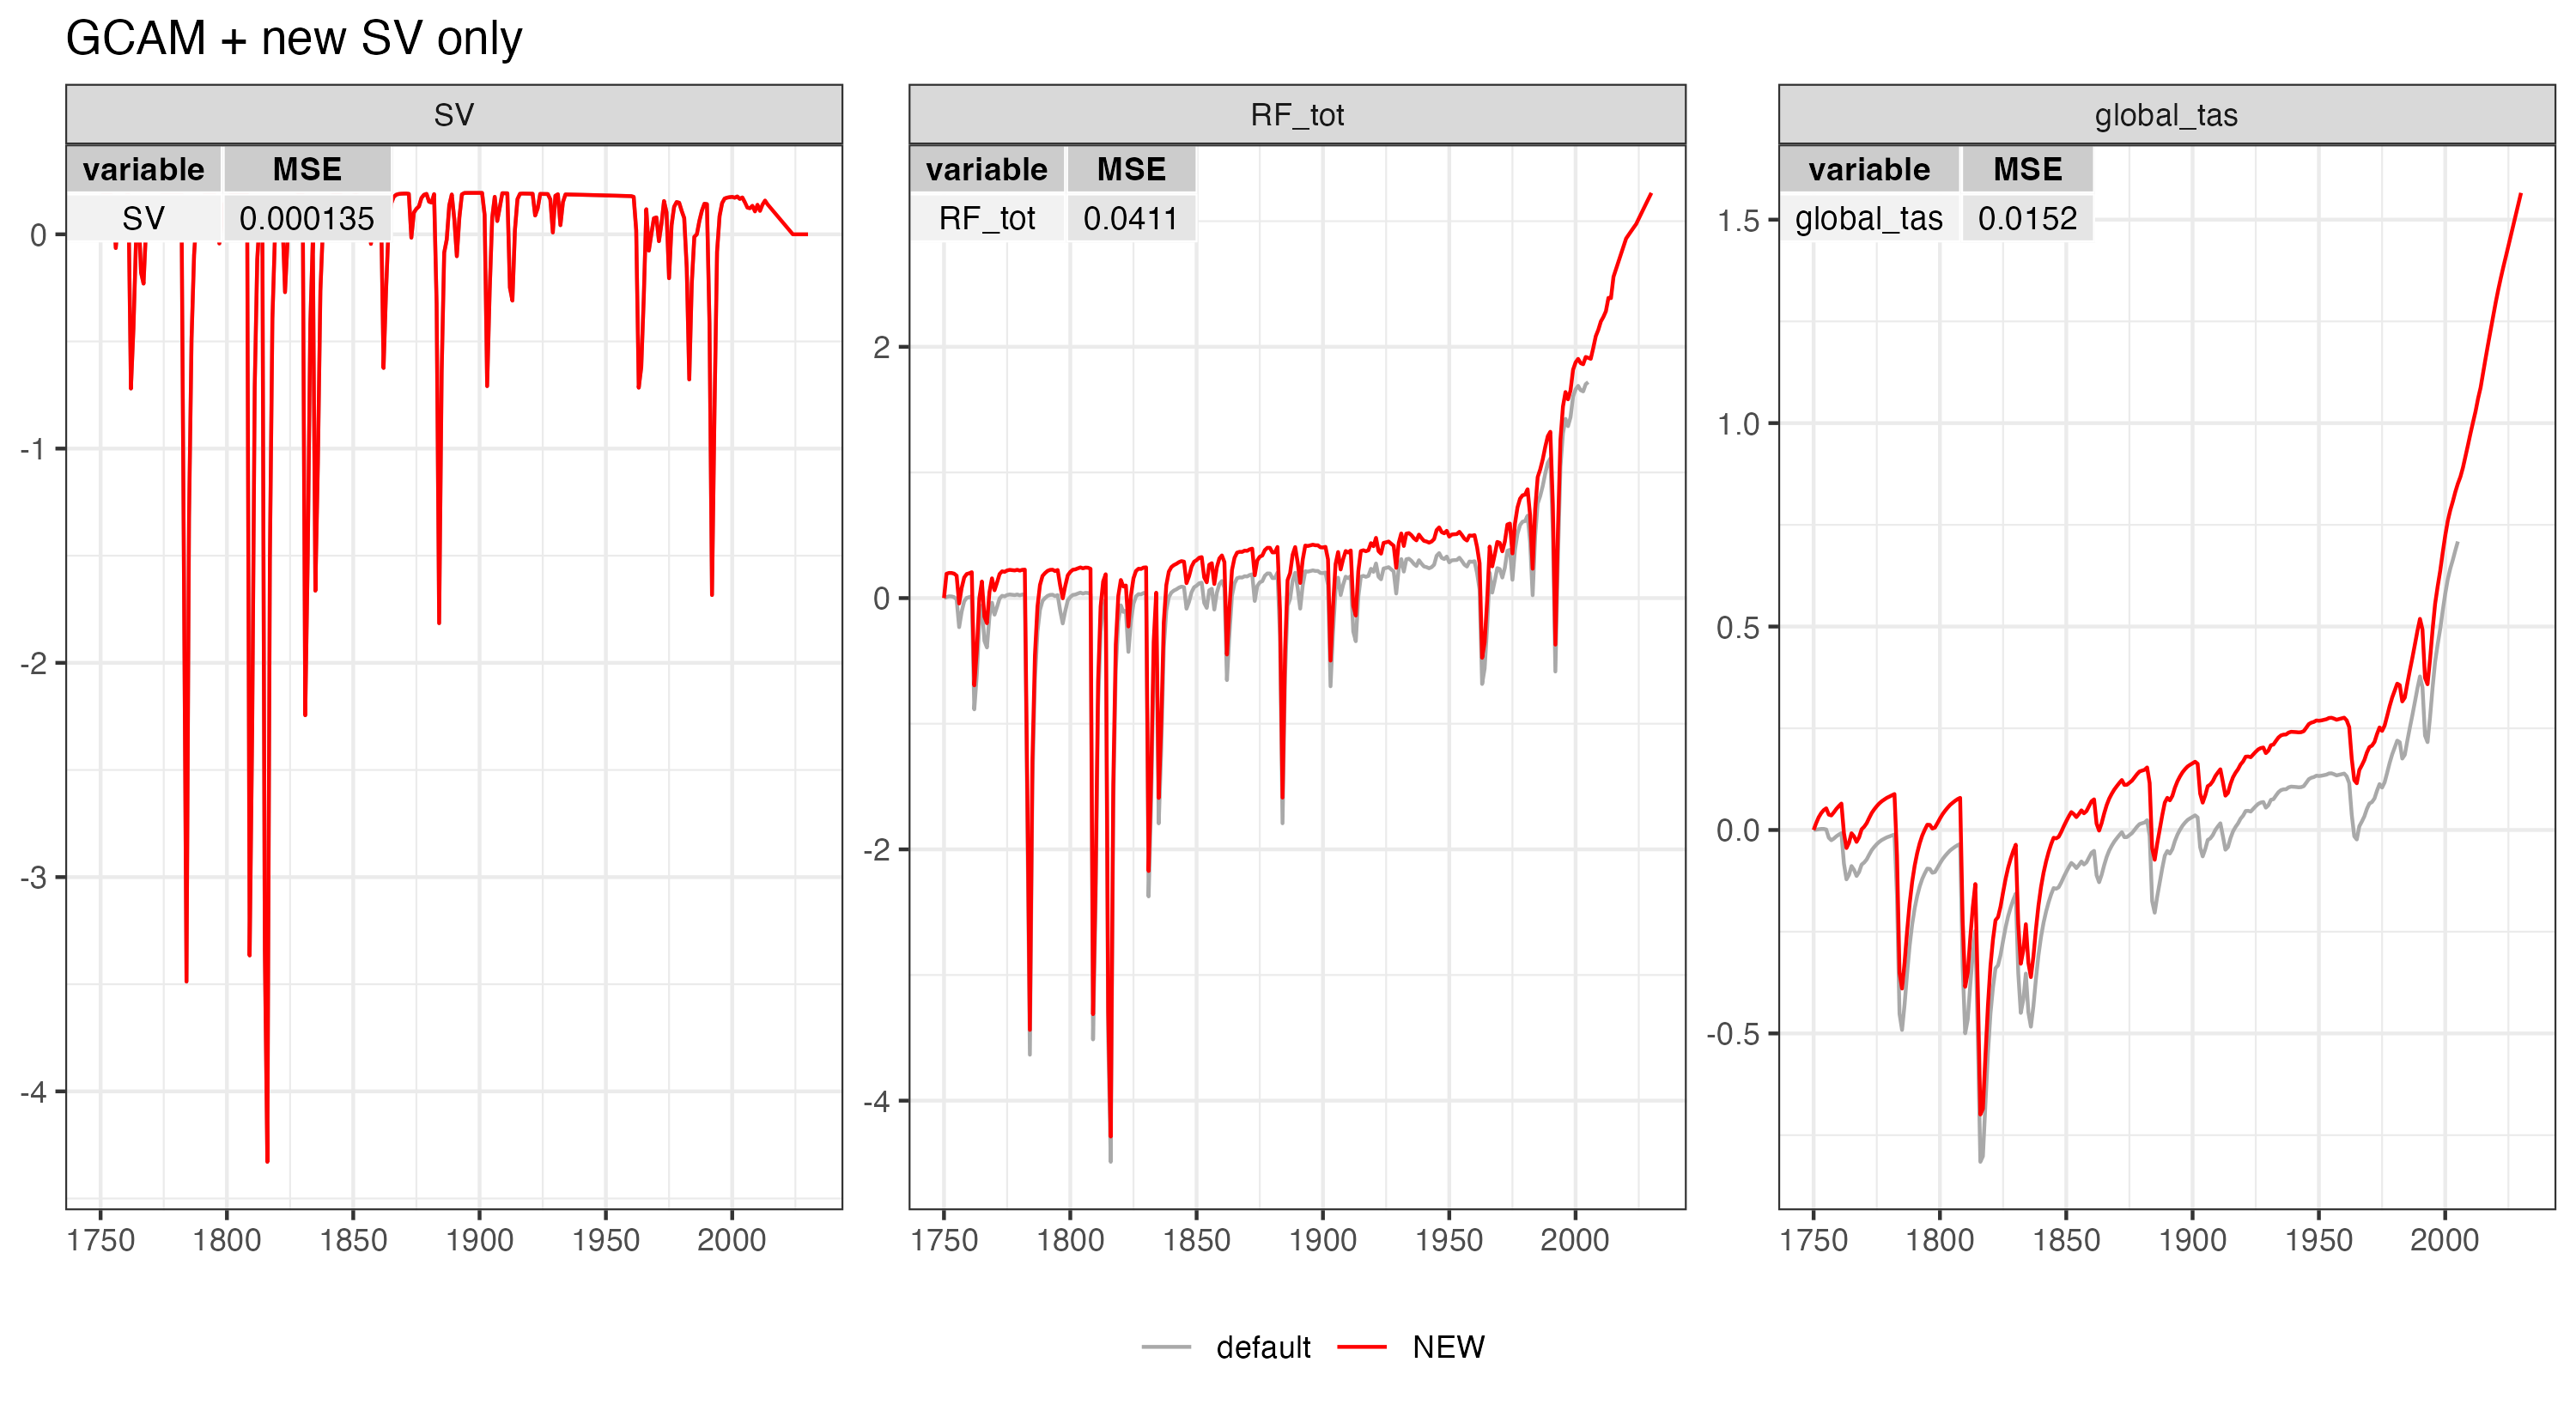 GCAM + new SV only
SV
RF_tot
global_tas
variable MSE
SV 0.000135
variable MSE
RF_tot 0.0411
variable MSE
global_tas 0.0152
0
-1
-2
-3
-4
2
0
-2
-4
1.5
1.0
0.5
0.0
-0.5
1750 1800 1850 1900 1950 2000
1750 1800 1850 1900 1950 2000
1750 1800 1850 1900 1950 2000
default NEW